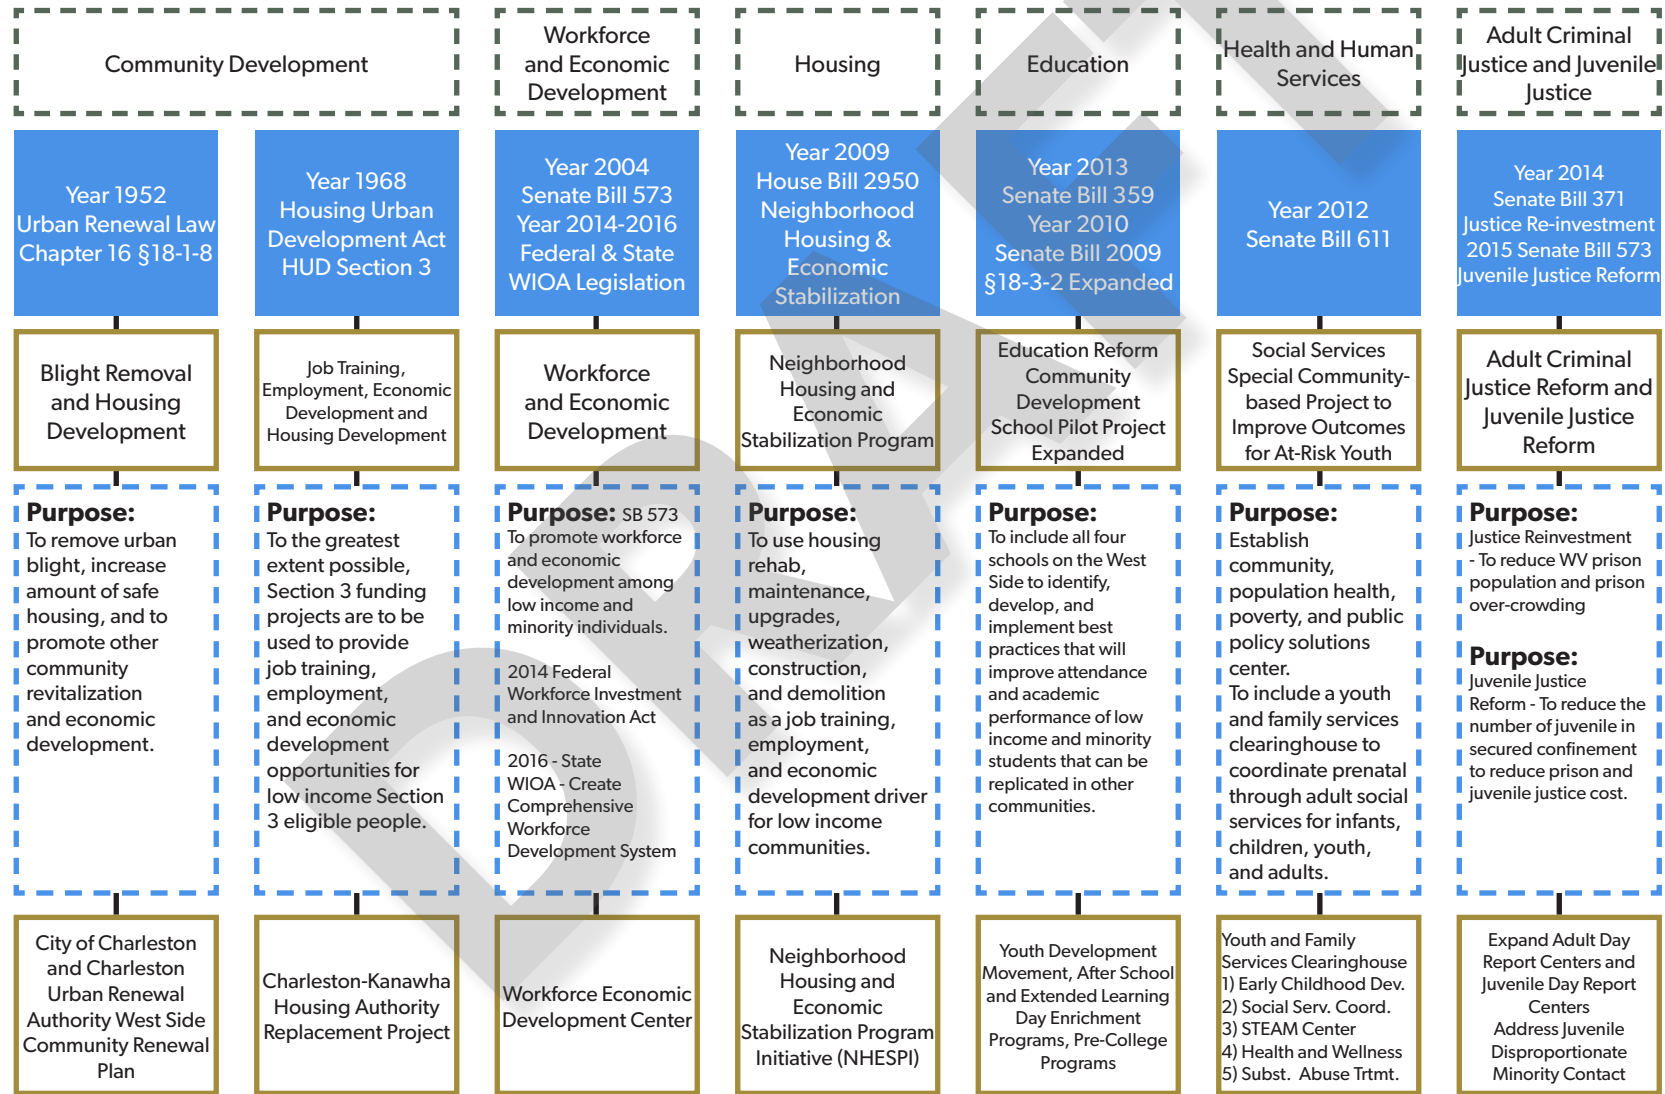 Community Development
Workforce
and Economic
Development
Housing
Education
Health and Human
Services
Adult Criminal
Justice and Juvenile
Justice
Year 1952
Urban Renewal Law
Chapter 16 §18-1-8
Year 1968
Housing Urban
Development Act
HUD Section 3
Year 2004
Senate Bill 573
Year 2014-2016
Federal & State
WIOA Legislation
Year 2009
House Bill 2950
Neighborhood
Housing &
Economic
Stabilization
Year 2013
Senate Bill 359
Year 2010
Senate Bill 2009
§18-3-2 Expanded
Year 2012
Senate Bill 611
Year 2014
Senate Bill 371
Justice Re-investment
2015 Senate Bill 573
Juvenile Justice Reform
Blight Removal
and Housing
Development
Job Training,
Employment, Economic
Development and
Housing Development
Workforce
and Economic
Development
Neighborhood
Housing and
Economic
Stabilization Program
Education Reform
Community
Development
School Pilot Project
Expanded
Social Services
Special Community-
based Project to
Improve Outcomes
for At-Risk Youth
Adult Criminal
Justice Reform and
Juvenile Justice
Reform
Purpose:
To remove urban
blight, increase
amount of safe
housing, and to
promote other
community
revitalization
and economic
development.
Purpose:
To the greatest
extent possible,
Section 3 funding
projects are to be
used to provide
job training,
employment,
and economic
development
opportunities for
low income Section
3 eligible people.
Purpose: SB 573
To promote workforce
and economic
development among
low income and
minority individuals.
2014 Federal
Workforce Investment
and Innovation Act
2016 - State
WIOA - Create
Comprehensive
Workforce
Development System
Purpose:
To use housing
rehab,
maintenance,
upgrades,
weatherization,
construction,
and demolition
as a job training,
employment,
and economic
development driver
for low income
communities.
Purpose:
To include all four
schools on the West
Side to identify,
develop, and
implement best
practices that will
improve attendance
and academic
performance of low
income and minority
students that can be
replicated in other
communities.
Purpose:
Establish
community,
population health,
poverty, and public
policy solutions
center.
To include a youth
and family services
clearinghouse to
coordinate prenatal
through adult social
services for infants,
children, youth,
and adults.
Purpose:
Justice Reinvestment
- To reduce WV prison
population and prison
over-crowding
Purpose:
Juvenile Justice
Reform - To reduce the
number of juvenile in
secured confinement
to reduce prison and
juvenile justice cost.
City of Charleston
and Charleston
Urban Renewal
Authority West Side
Community Renewal
Plan
Charleston-Kanawha
Housing Authority
Replacement Project
Workforce Economic
Development Center
Neighborhood
Housing and
Economic
Stabilization Program
Initiative (NHESPI)
Youth Development
Movement, After School
and Extended Learning
Day Enrichment
Programs, Pre-College
Programs
Youth and Family
Services Clearinghouse
1) Early Childhood Dev.
2) Social Serv. Coord.
3) STEAM Center
4) Health and Wellness
5) Subst. Abuse Trtmt.
Expand Adult Day
Report Centers and
Juvenile Day Report
Centers
Address Juvenile
Disproportionate
Minority Contact
DRAFT